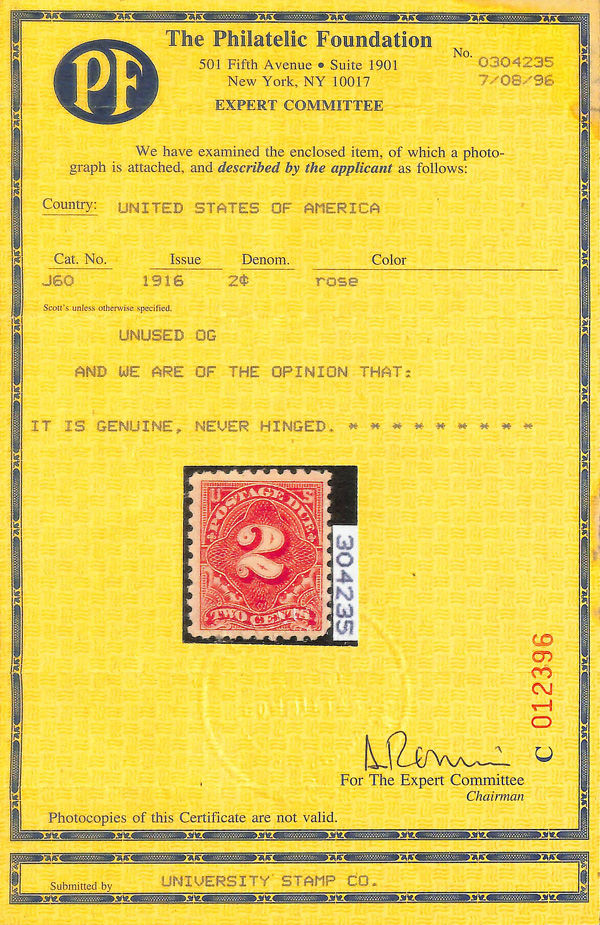 PF
The Philatelic Foundation
501 Fifth Avenue • Suite 1901
New York, NY 10017
EXPERT COMMITTEE
No. 0304235
7/08/96
We have examined the enclosed item, of which a photo-
graph is attached, and described by the applicant as follows:
Country: UNITED STATES OF AMERICA
Cat. No. Issue Denom. Color
J60 1916 2¢ rose
Scott's unless otherwise specified.
UNUSED OG
AND WE ARE OF THE OPINION THAT:
IT IS GENUINE, NEVER HINGED. * * * * * * * * *
U S
POSTAGE DUE
2
TWO CENTS
304235
C 012396
For The Expert Committee
Chairman
Photocopies of this Certificate are not valid.
Submitted by UNIVERSITY STAMP CO.